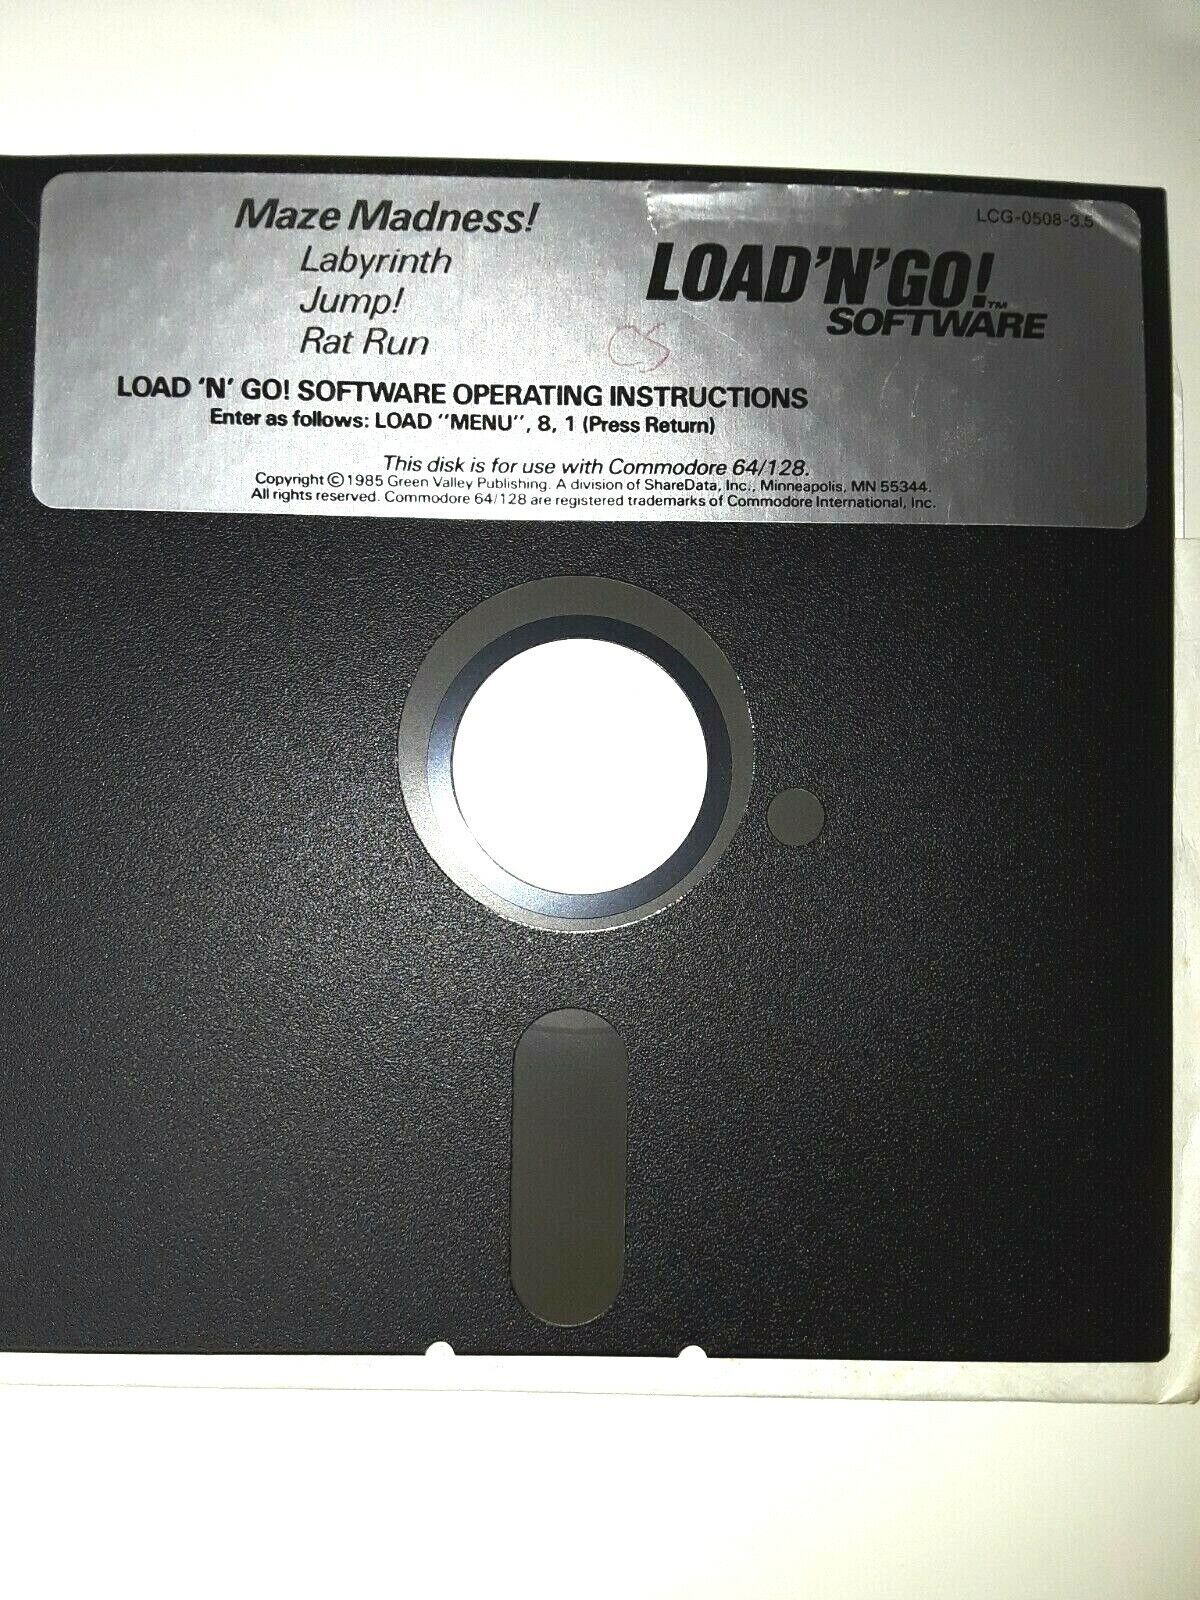 Maze Madness!
Labyrinth
Jump!
Rat Run
LCG-0508-3.5
LOAD'N'GO!™
SOFTWARE
CS
LOAD 'N' GO! SOFTWARE OPERATING INSTRUCTIONS
Enter as follows: LOAD "MENU", 8, 1 (Press Return)
This disk is for use with Commodore 64/128.
Copyright ©1985 Green Valley Publishing. A division of ShareData, Inc., Minneapolis, MN 55344.
All rights reserved. Commodore 64/128 are registered trademarks of Commodore International, Inc.